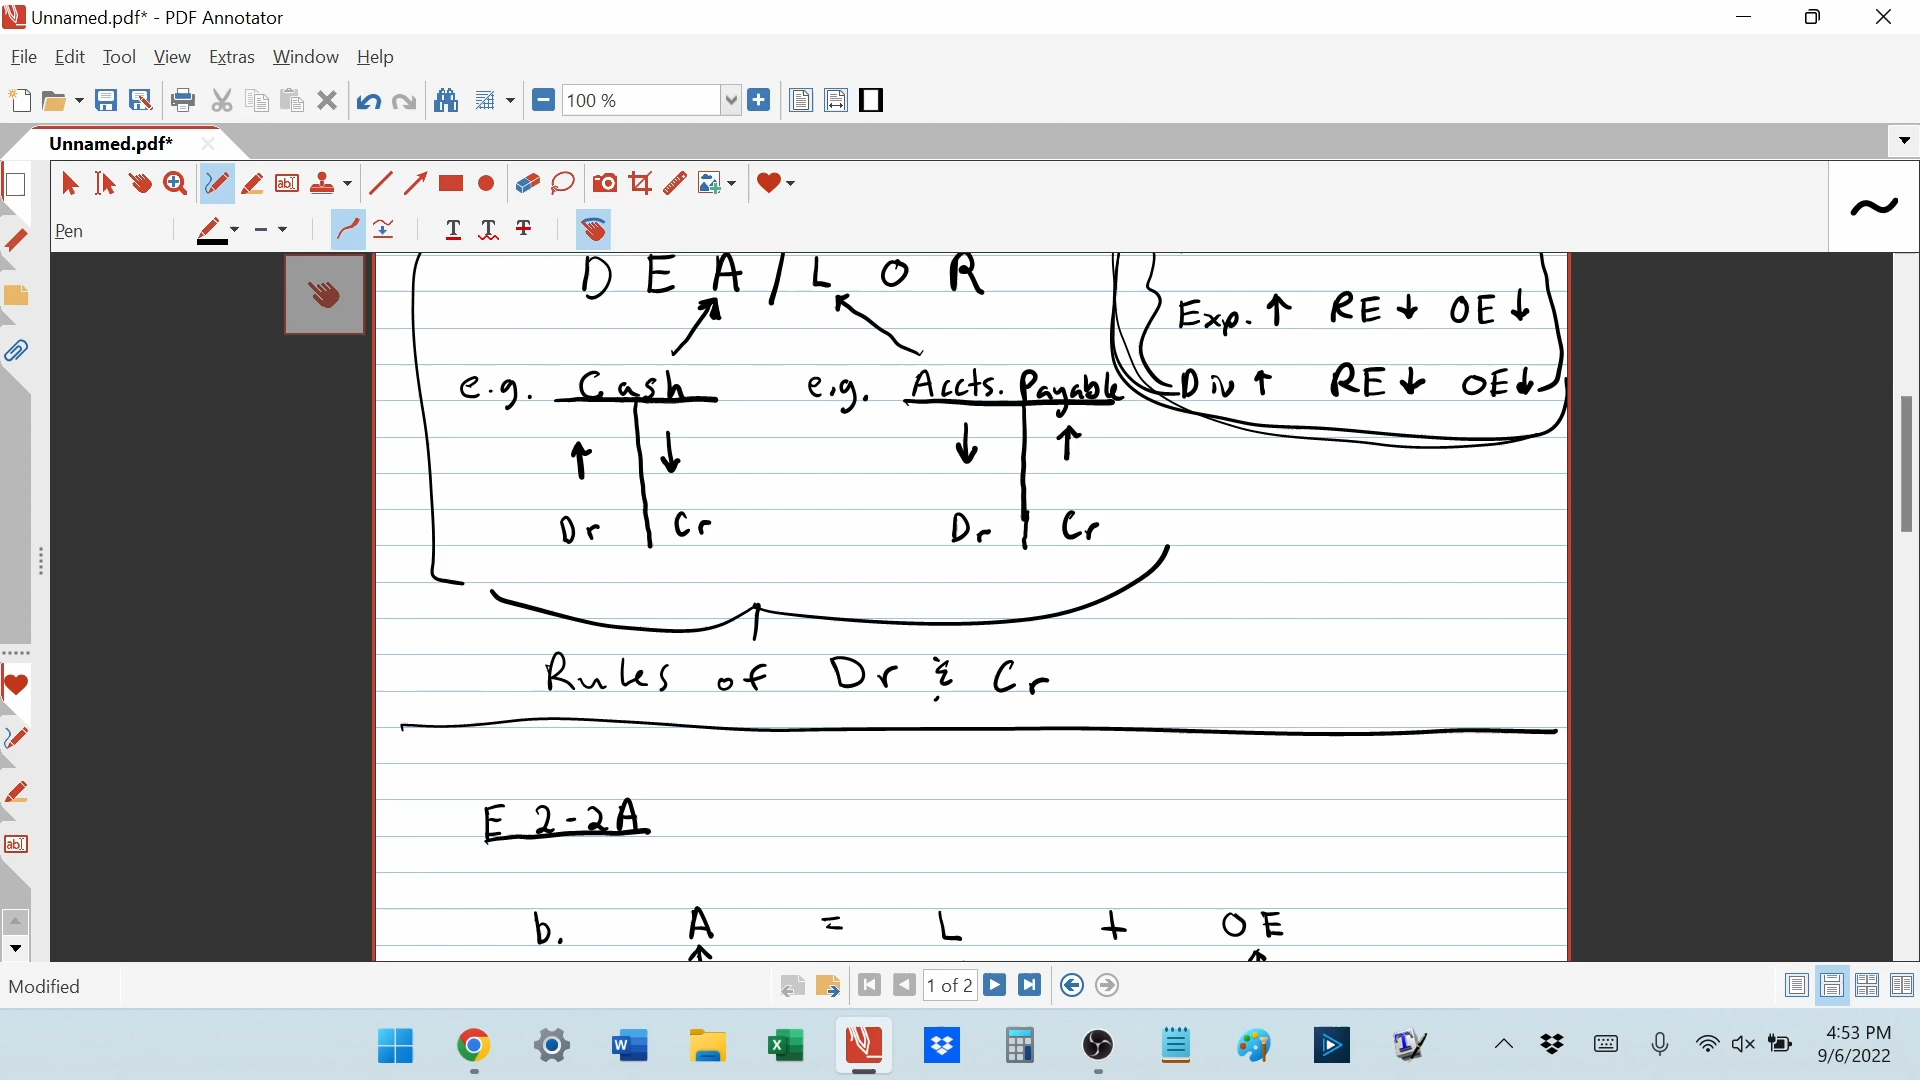 Unnamed.pdf* - PDF Annotator
File Edit Tool View Extras Window Help
100 %
Unnamed.pdf*
Pen
D E A / L O R
Exp. ↑ RE ↓ OE ↓
e.g. Cash e.g. Accts. Payable Div ↑ RE ↓ OE ↓
↑ ↓ ↓ ↑
Dr Cr Dr Cr
Rules of Dr & Cr
E 2-2A
b. A = L + OE
↑ ↑
Modified
1 of 2
4:53 PM
9/6/2022